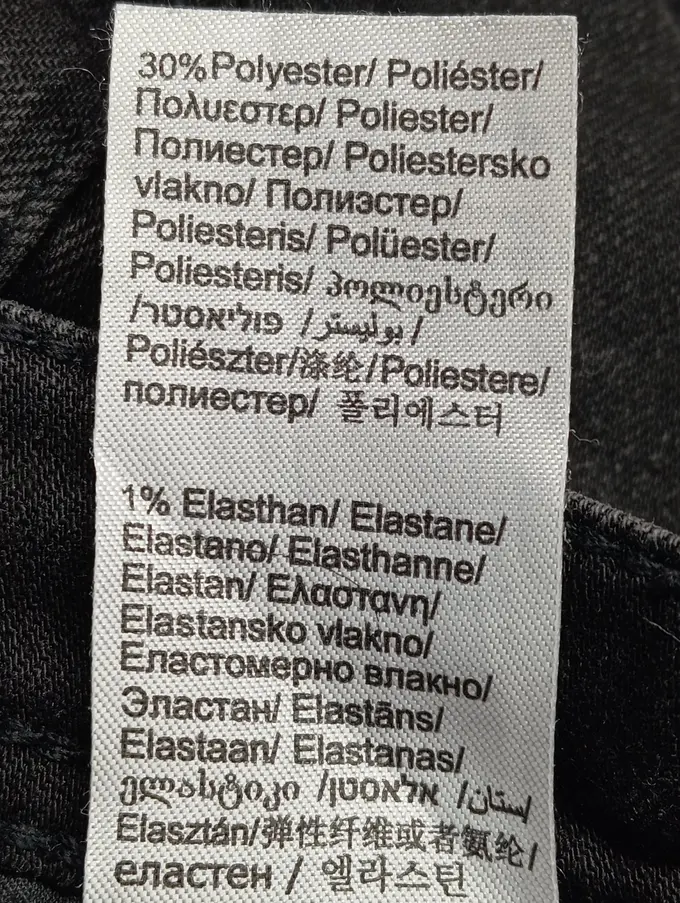 30%Polyester/ Poliéster/
Πολυεστερ/ Poliester/
Полиестер/ Poliestersko
vlakno/ Полиэстер/
Poliesteris/ Polüester/
Poliesteris/ პოლიესტერი
/פוליאסטר/ بوليستر/
Poliészter/涤纶/Poliestere/
полиестер/ 폴리에스터
1% Elasthan/ Elastane/
Elastano/ Elasthanne/
Elastan/ Ελαστανη/
Elastansko vlakno/
Еластомерно влакно/
Эластан/ Elastāns/
Elastaan/ Elastanas/
ელასტიკი /אלאסטן/ إستان
Elasztán/弹性纤维或者氨纶/
еластен / 엘라스틴